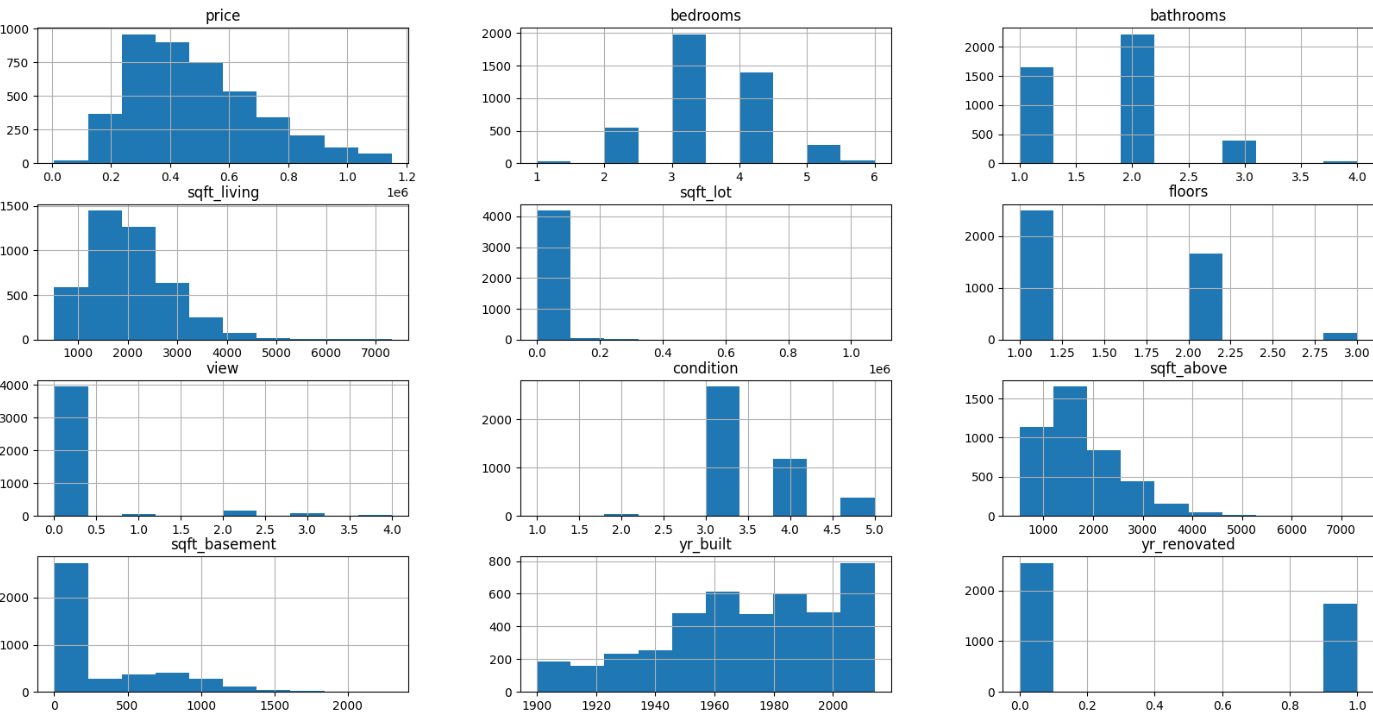 price bedrooms bathrooms
1000
750
500
250
0
0.0 0.2 0.4 0.6 0.8 1.0 1.2
1e6
2000
1500
1000
500
0
1 2 3 4 5 6
2000
1500
1000
500
0
1.0 1.5 2.0 2.5 3.0 3.5 4.0
sqft_living sqft_lot floors
1500
1000
500
0
1000 2000 3000 4000 5000 6000 7000
4000
3000
2000
1000
0
0.0 0.2 0.4 0.6 0.8 1.0
1e6
2000
1000
0
1.00 1.25 1.50 1.75 2.00 2.25 2.50 2.75 3.00
view condition sqft_above
4000
3000
2000
1000
0
0.0 0.5 1.0 1.5 2.0 2.5 3.0 3.5 4.0
2000
1000
0
1.0 1.5 2.0 2.5 3.0 3.5 4.0 4.5 5.0
1500
1000
500
0
1000 2000 3000 4000 5000 6000 7000
sqft_basement yr_built yr_renovated
2000
1000
0
0 500 1000 1500 2000
800
600
400
200
0
1900 1920 1940 1960 1980 2000
2000
1000
0
0.0 0.2 0.4 0.6 0.8 1.0